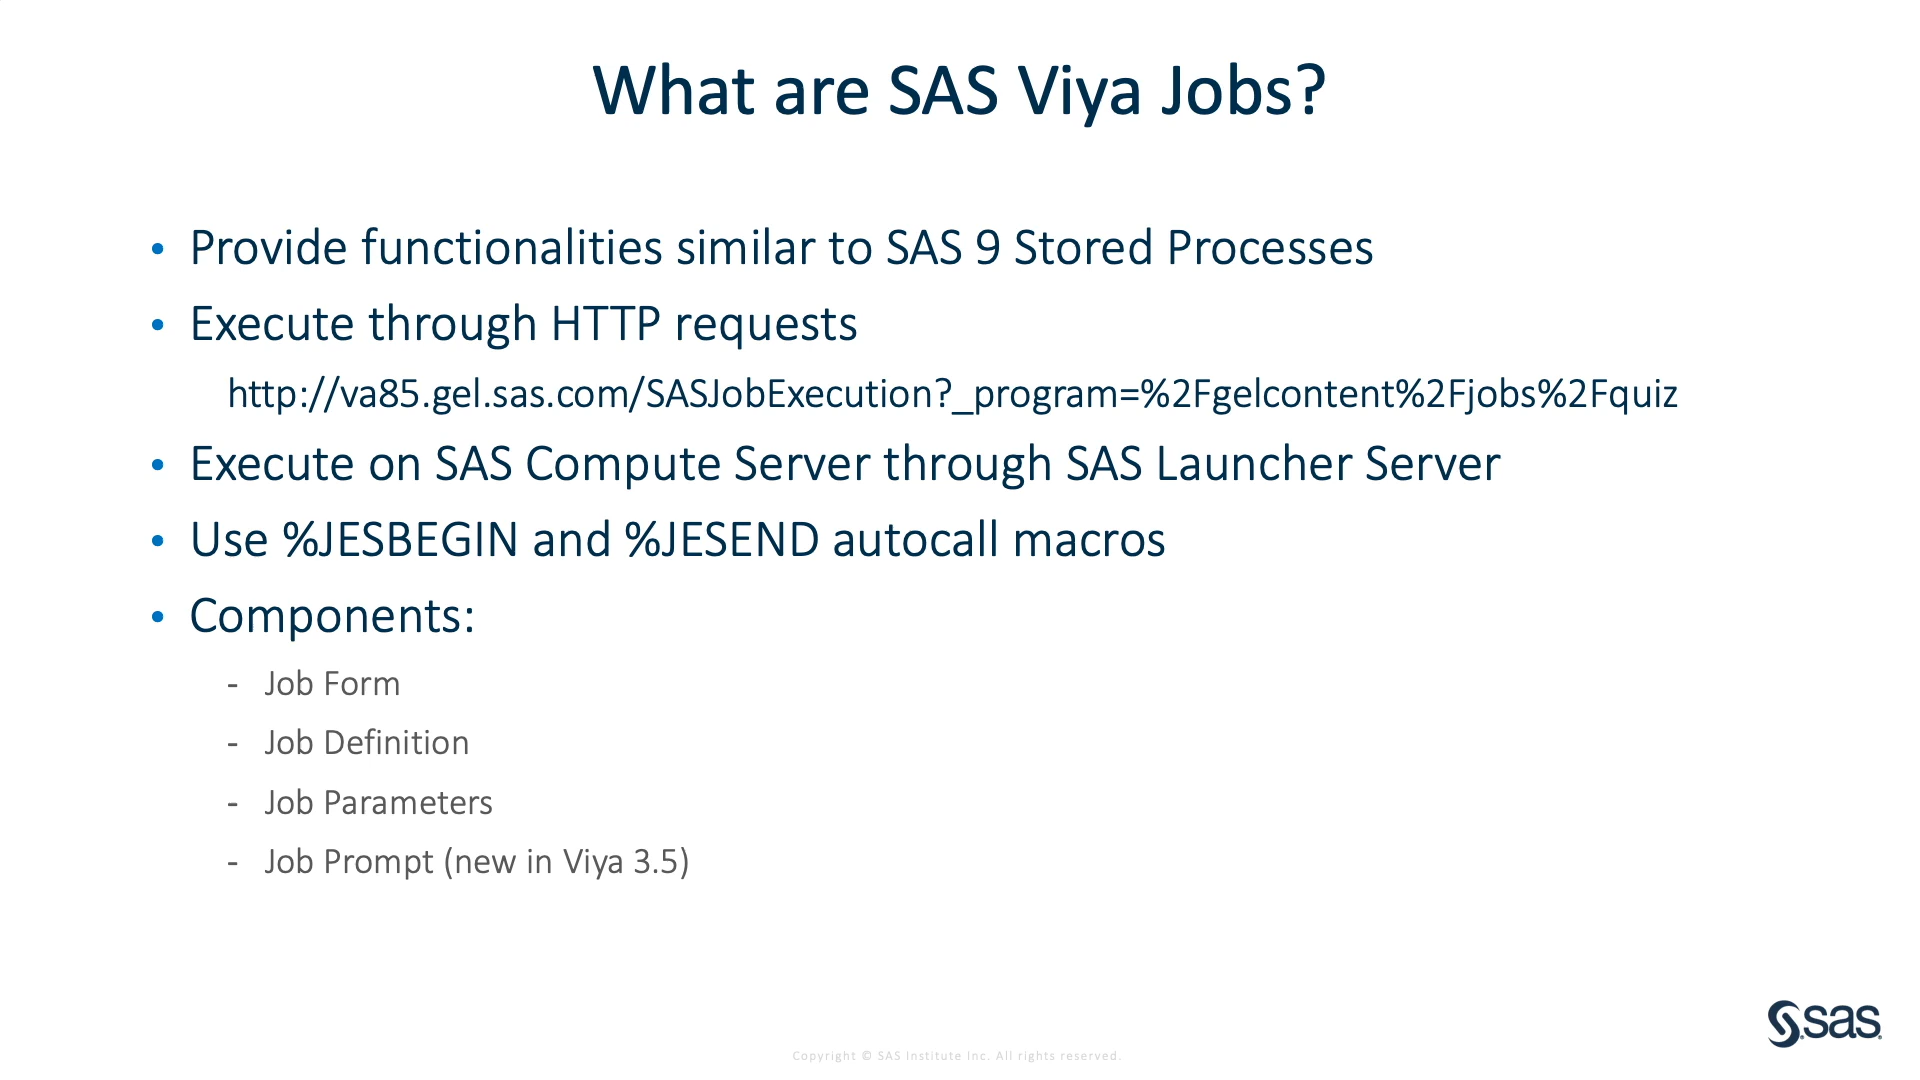 What are SAS Viya Jobs?
• Provide functionalities similar to SAS 9 Stored Processes
• Execute through HTTP requests
http://va85.gel.sas.com/SASJobExecution?_program=%2Fgelcontent%2Fjobs%2Fquiz
• Execute on SAS Compute Server through SAS Launcher Server
• Use %JESBEGIN and %JESEND autocall macros
• Components:
- Job Form
- Job Definition
- Job Parameters
- Job Prompt (new in Viya 3.5)
sas
Copyright © SAS Institute Inc. All rights reserved.